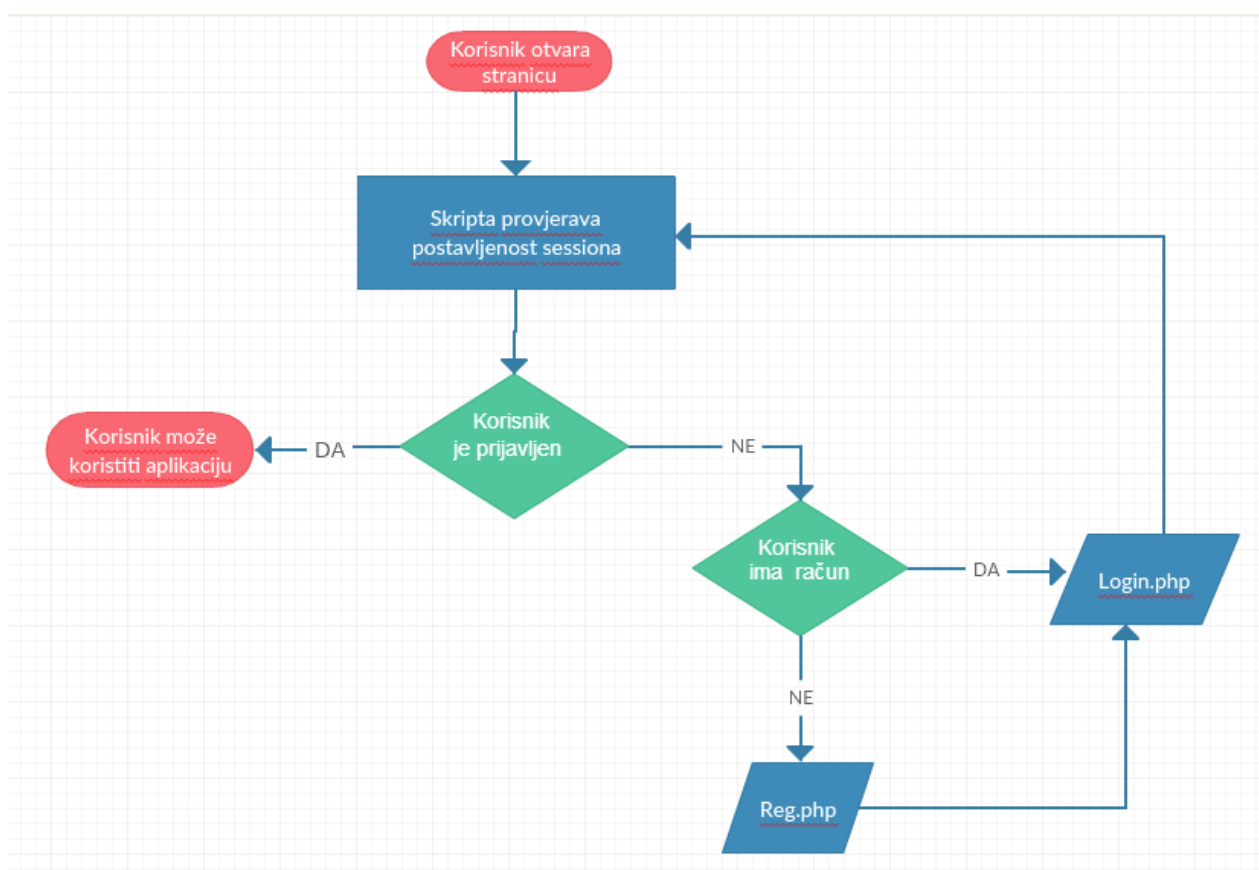 Korisnik otvara
stranicu
Skripta provjerava
postavljenost sessiona
Korisnik
je prijavljen
DA
Korisnik može
koristiti aplikaciju
NE
Korisnik
ima račun
DA
Login.php
NE
Reg.php